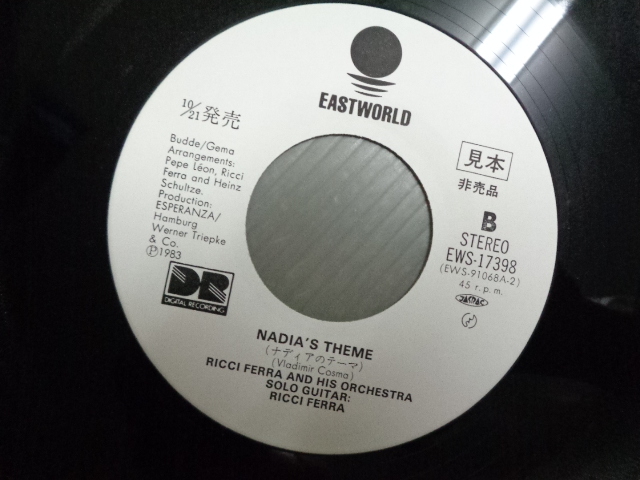 EASTWORLD
10/21発売
Budde/Gema
Arrangements:
Pepe Léon, Ricci
Ferra and Heinz
Schultze.
Production:
ESPERANZA/
Hamburg
Werner Triepke
& Co.
Ⓟ1983
DR
DIGITAL RECORDING
見本
非売品
B
STEREO
EWS-17398
(EWS-91068A-2)
45 r.p.m.
JASRAC
NADIA'S THEME
(ナディアのテーマ)
(Vladimir Cosma)
RICCI FERRA AND HIS ORCHESTRA
SOLO GUITAR:
RICCI FERRA